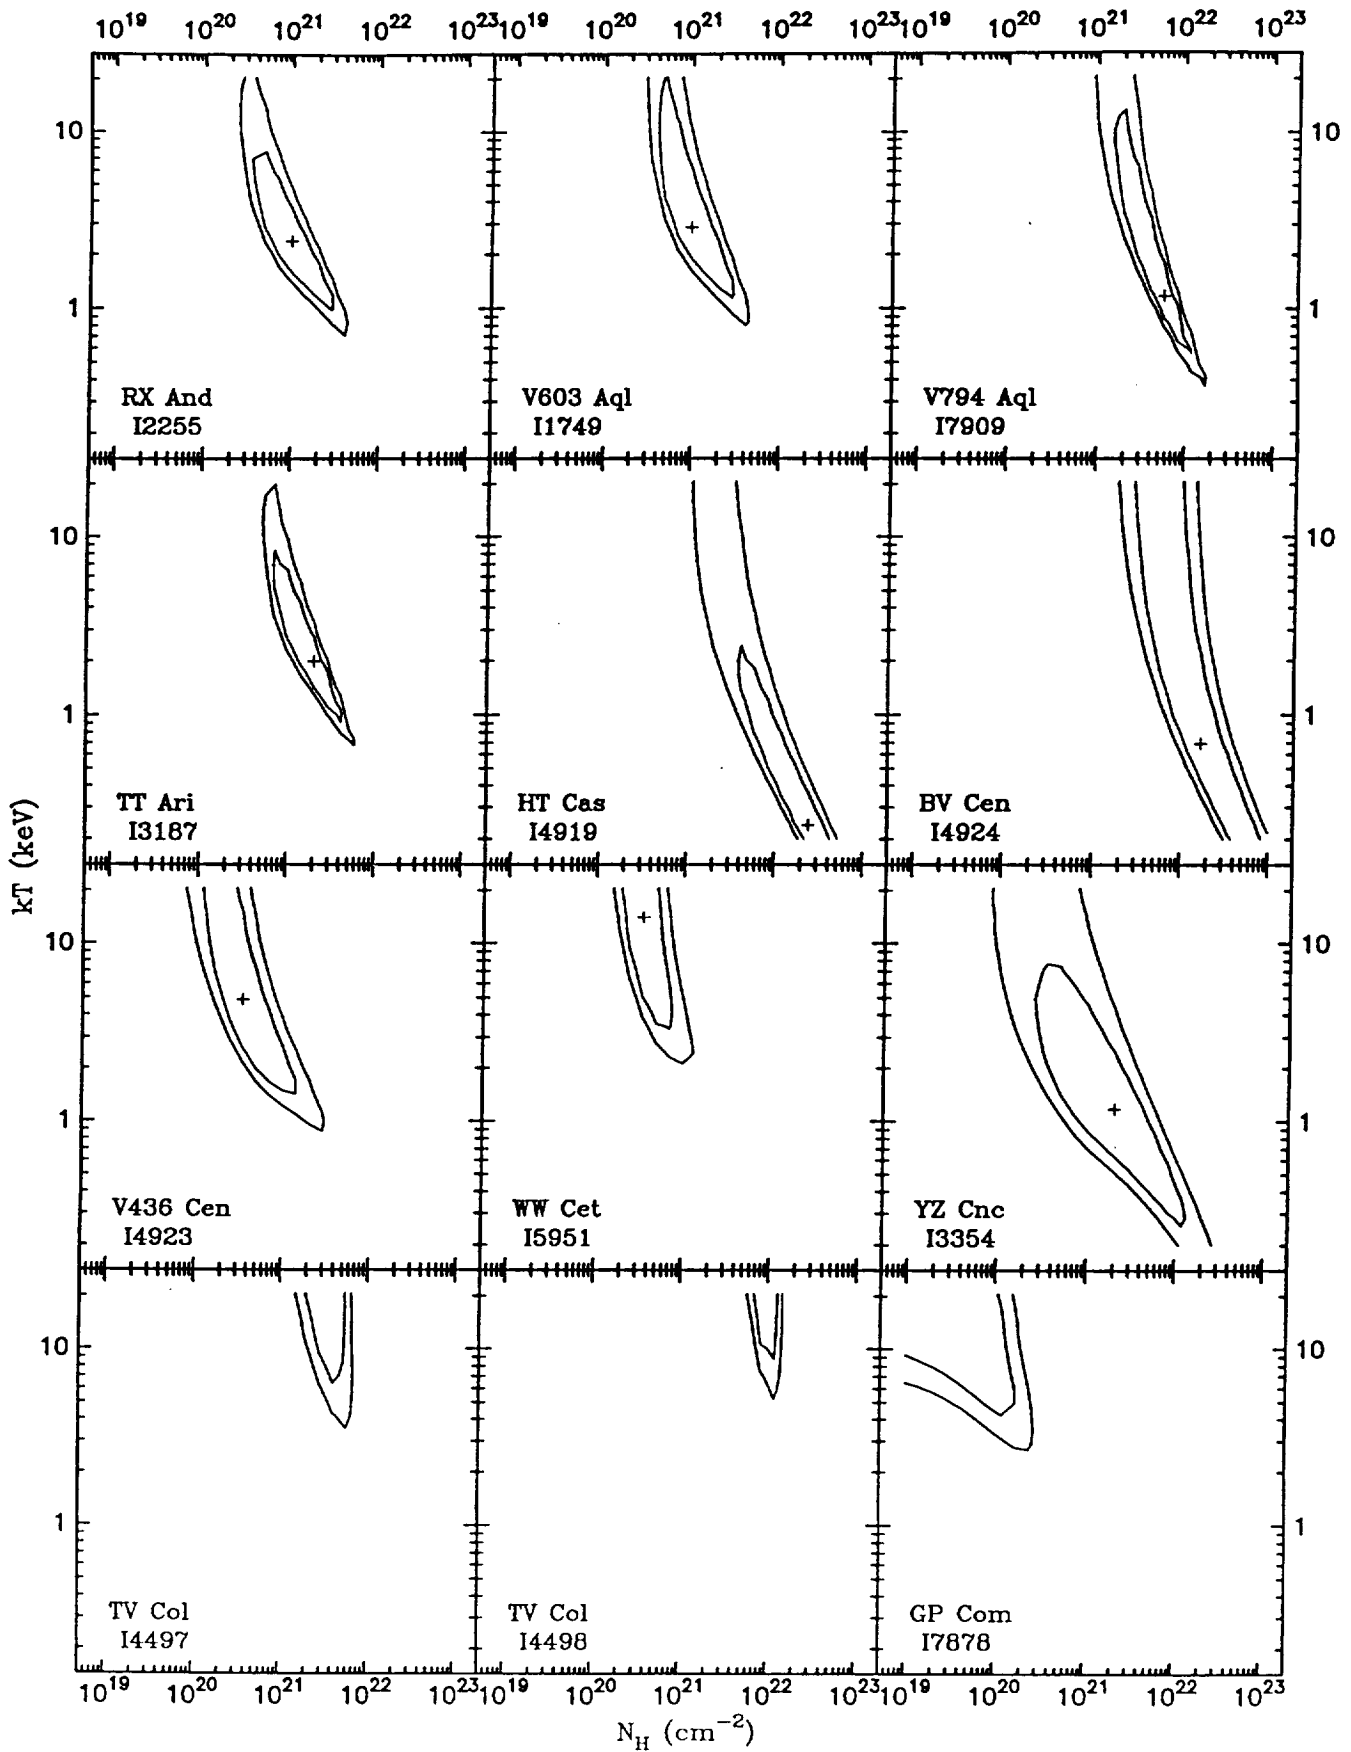 10^19 10^20 10^21 10^22 10^23 10^19 10^20 10^21 10^22 10^23 10^19 10^20 10^21 10^22 10^23
10 10
1 1
RX And V603 Aql V794 Aql
I2255 I1749 I7909
10 10
1 1
TT Ari HT Cas BV Cen
I3187 I4919 I4924
kT (keV)
10 10
1 1
V436 Cen WW Cet YZ Cnc
I4923 I5951 I3354
10 10
1 1
TV Col TV Col GP Com
I4497 I4498 I7878
10^19 10^20 10^21 10^22 10^23 10^19 10^20 10^21 10^22 10^23 10^19 10^20 10^21 10^22 10^23
N_H (cm^-2)